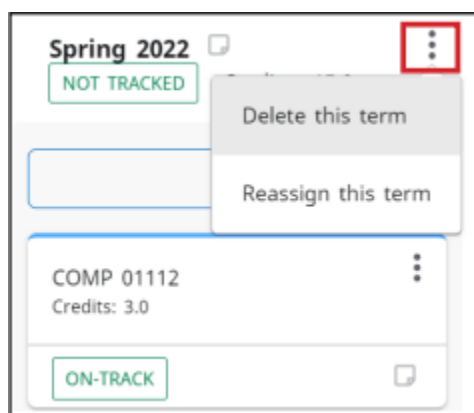 Spring 2022
NOT TRACKED
Delete this term
Reassign this term
COMP 01112
Credits: 3.0
ON-TRACK